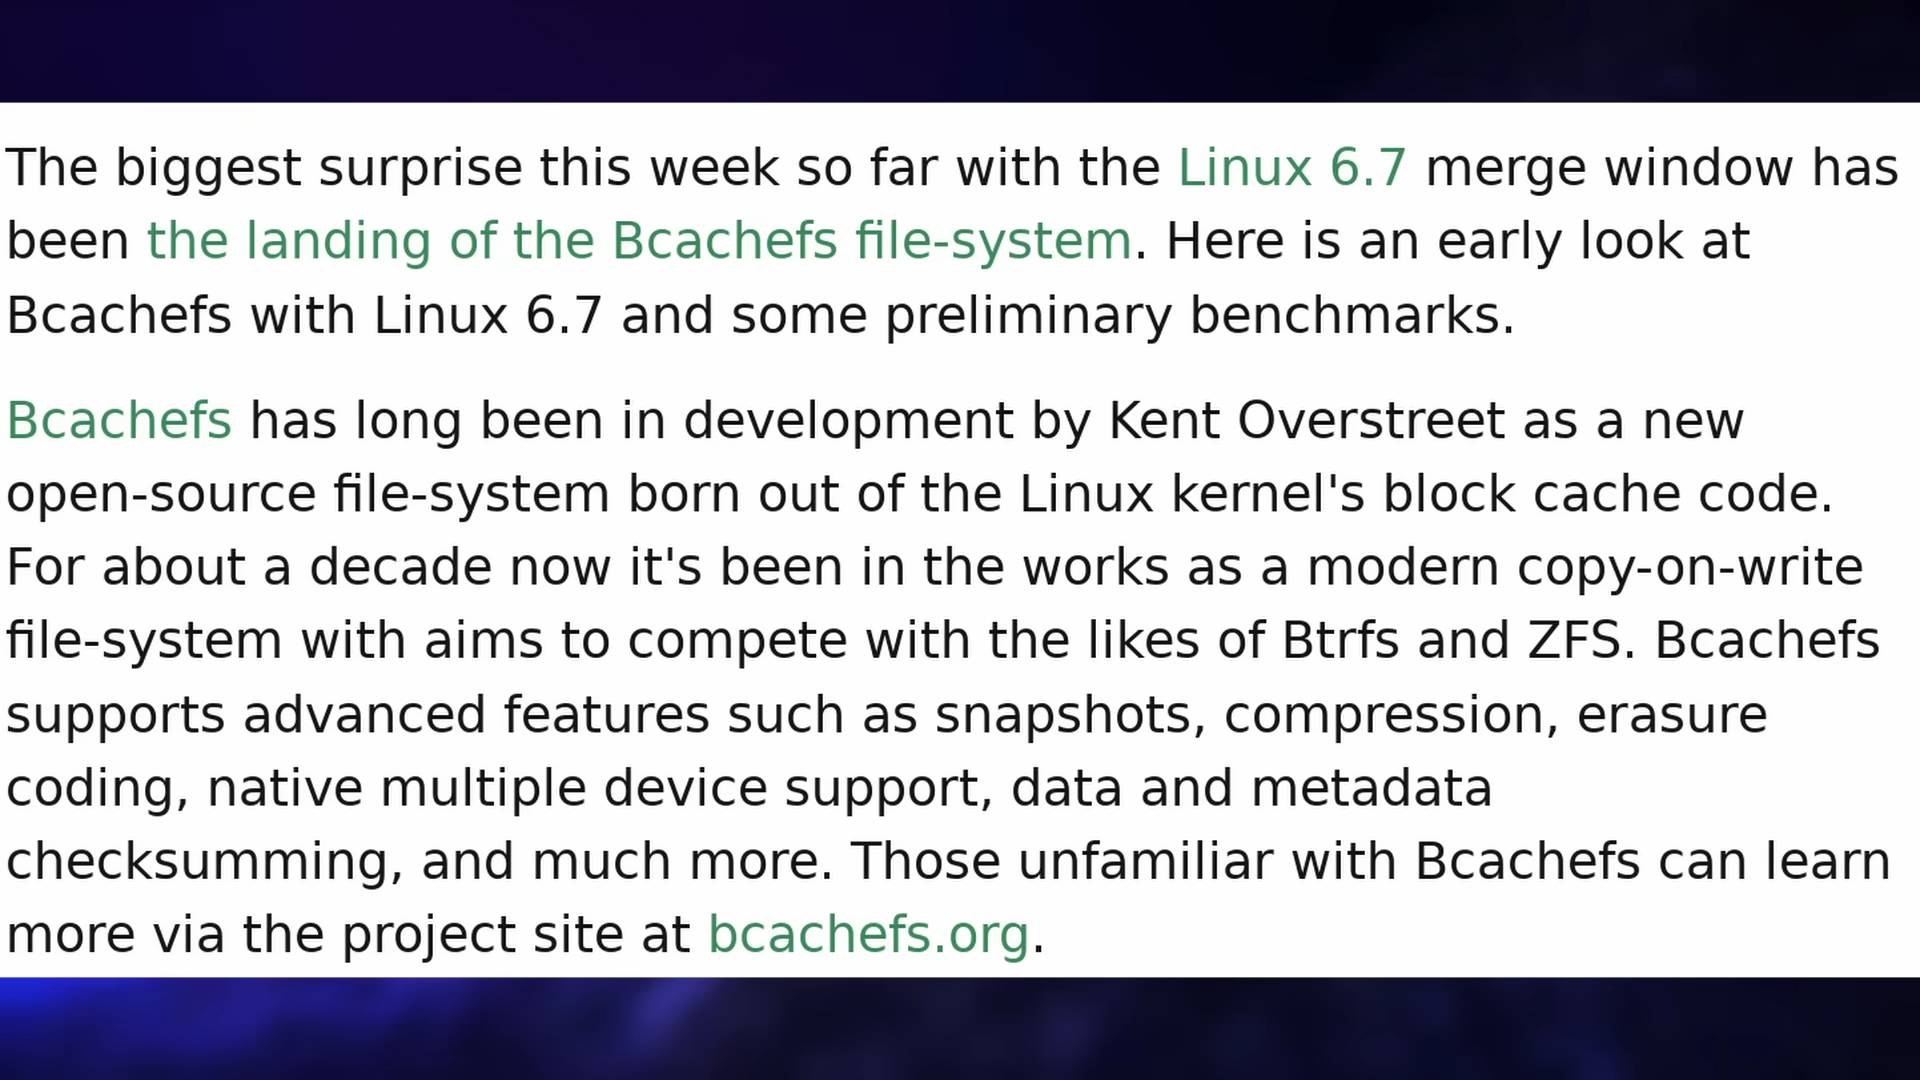 The biggest surprise this week so far with the Linux 6.7 merge window has
been the landing of the Bcachefs file-system. Here is an early look at
Bcachefs with Linux 6.7 and some preliminary benchmarks.
Bcachefs has long been in development by Kent Overstreet as a new
open-source file-system born out of the Linux kernel's block cache code.
For about a decade now it's been in the works as a modern copy-on-write
file-system with aims to compete with the likes of Btrfs and ZFS. Bcachefs
supports advanced features such as snapshots, compression, erasure
coding, native multiple device support, data and metadata
checksumming, and much more. Those unfamiliar with Bcachefs can learn
more via the project site at bcachefs.org.